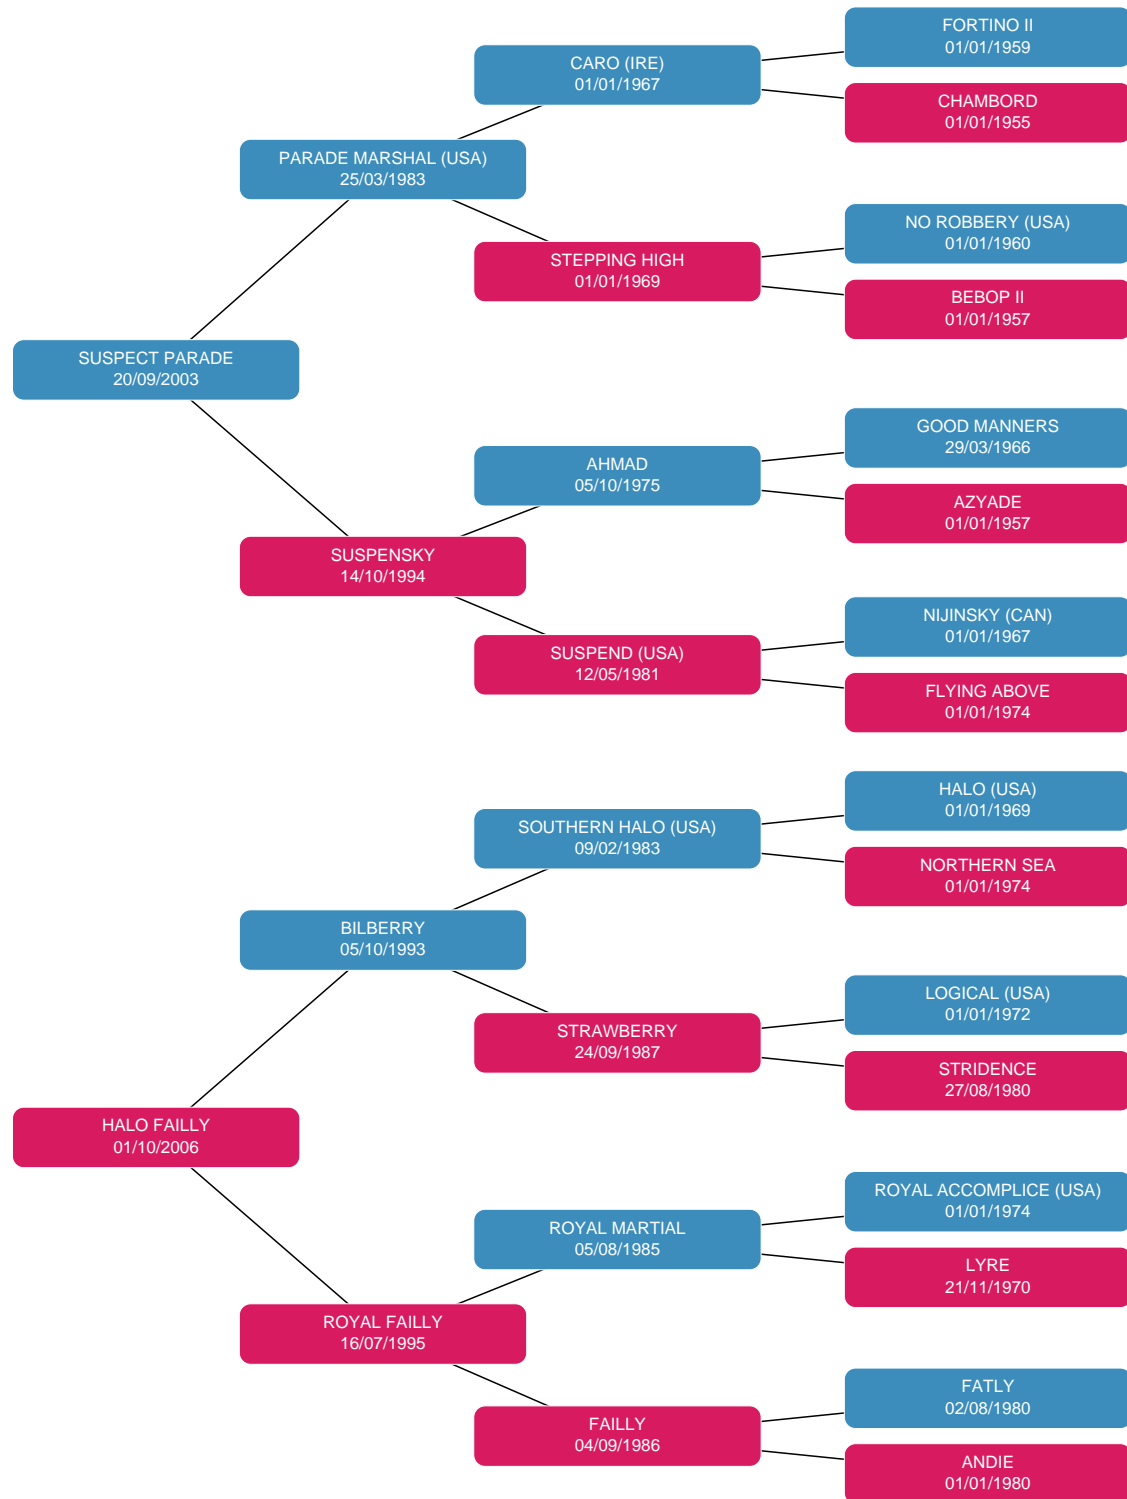 FORTINO II
01/01/1959
CARO (IRE)
01/01/1967
CHAMBORD
01/01/1955
PARADE MARSHAL (USA)
25/03/1983
NO ROBBERY (USA)
01/01/1960
STEPPING HIGH
01/01/1969
BEBOP II
01/01/1957
SUSPECT PARADE
20/09/2003
GOOD MANNERS
29/03/1966
AHMAD
05/10/1975
AZYADE
01/01/1957
SUSPENSKY
14/10/1994
NIJINSKY (CAN)
01/01/1967
SUSPEND (USA)
12/05/1981
FLYING ABOVE
01/01/1974
HALO (USA)
01/01/1969
SOUTHERN HALO (USA)
09/02/1983
NORTHERN SEA
01/01/1974
BILBERRY
05/10/1993
LOGICAL (USA)
01/01/1972
STRAWBERRY
24/09/1987
STRIDENCE
27/08/1980
HALO FAILLY
01/10/2006
ROYAL ACCOMPLICE (USA)
01/01/1974
ROYAL MARTIAL
05/08/1985
LYRE
21/11/1970
ROYAL FAILLY
16/07/1995
FATLY
02/08/1980
FAILLY
04/09/1986
ANDIE
01/01/1980